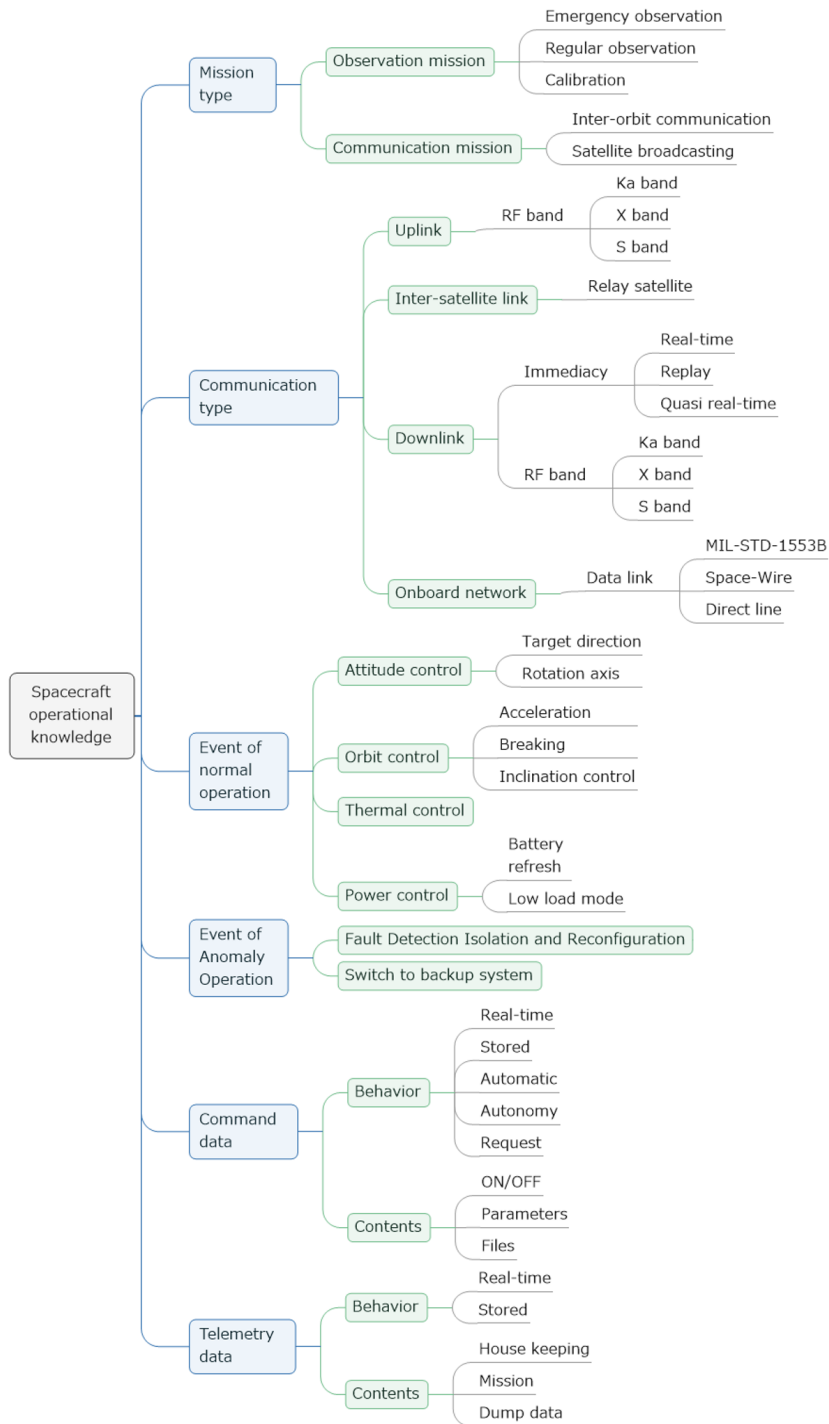 Spacecraft
operational
knowledge
Mission
type
Observation mission
Emergency observation
Regular observation
Calibration
Communication mission
Inter-orbit communication
Satellite broadcasting
Communication
type
Uplink
RF band
Ka band
X band
S band
Inter-satellite link
Relay satellite
Downlink
Immediacy
Real-time
Replay
Quasi real-time
RF band
Ka band
X band
S band
Onboard network
Data link
MIL-STD-1553B
Space-Wire
Direct line
Event of
normal
operation
Attitude control
Target direction
Rotation axis
Orbit control
Acceleration
Breaking
Inclination control
Thermal control
Power control
Battery
refresh
Low load mode
Event of
Anomaly
Operation
Fault Detection Isolation and Reconfiguration
Switch to backup system
Command
data
Behavior
Real-time
Stored
Automatic
Autonomy
Request
Contents
ON/OFF
Parameters
Files
Telemetry
data
Behavior
Real-time
Stored
Contents
House keeping
Mission
Dump data